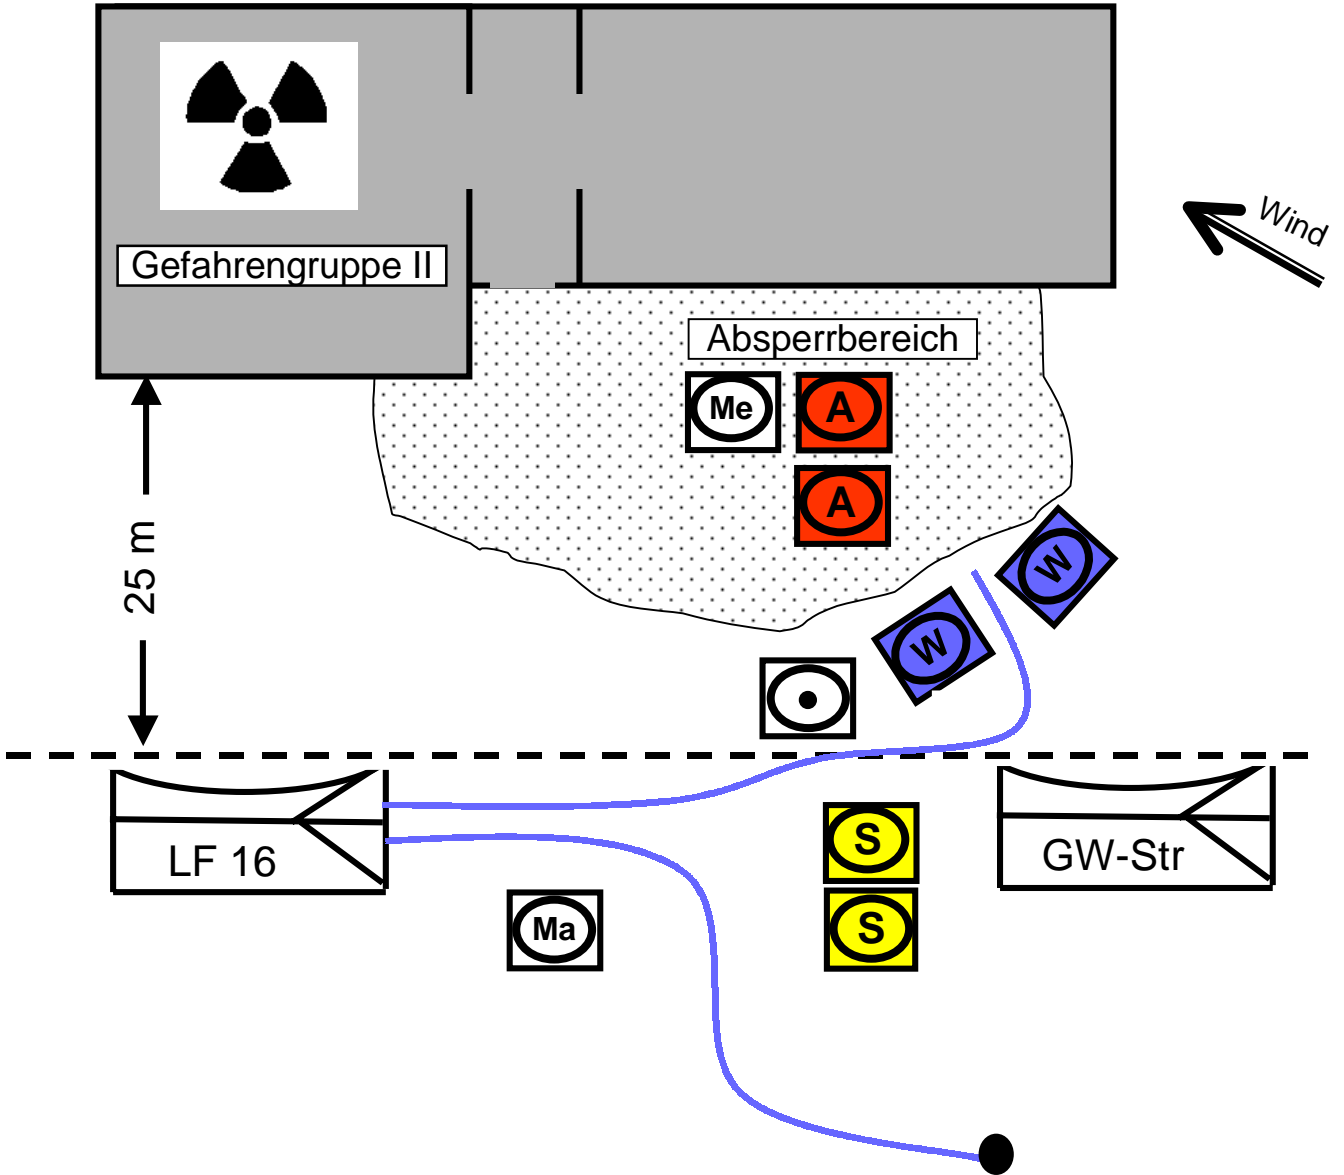 Wind
Gefahrengruppe II
Absperrbereich
Me
A
A
25 m
W
W
S
LF 16
GW-Str
Ma
S